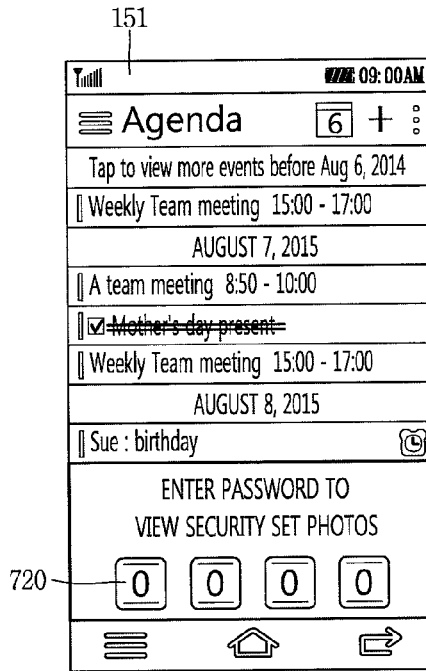 151
09:00AM
Agenda 6
Tap to view more events before Aug 6, 2014
Weekly Team meeting 15:00 - 17:00
AUGUST 7, 2015
A team meeting 8:50 - 10:00
Mother's day present
Weekly Team meeting 15:00 - 17:00
AUGUST 8, 2015
Sue : birthday
ENTER PASSWORD TO
VIEW SECURITY SET PHOTOS
720 0 0 0 0